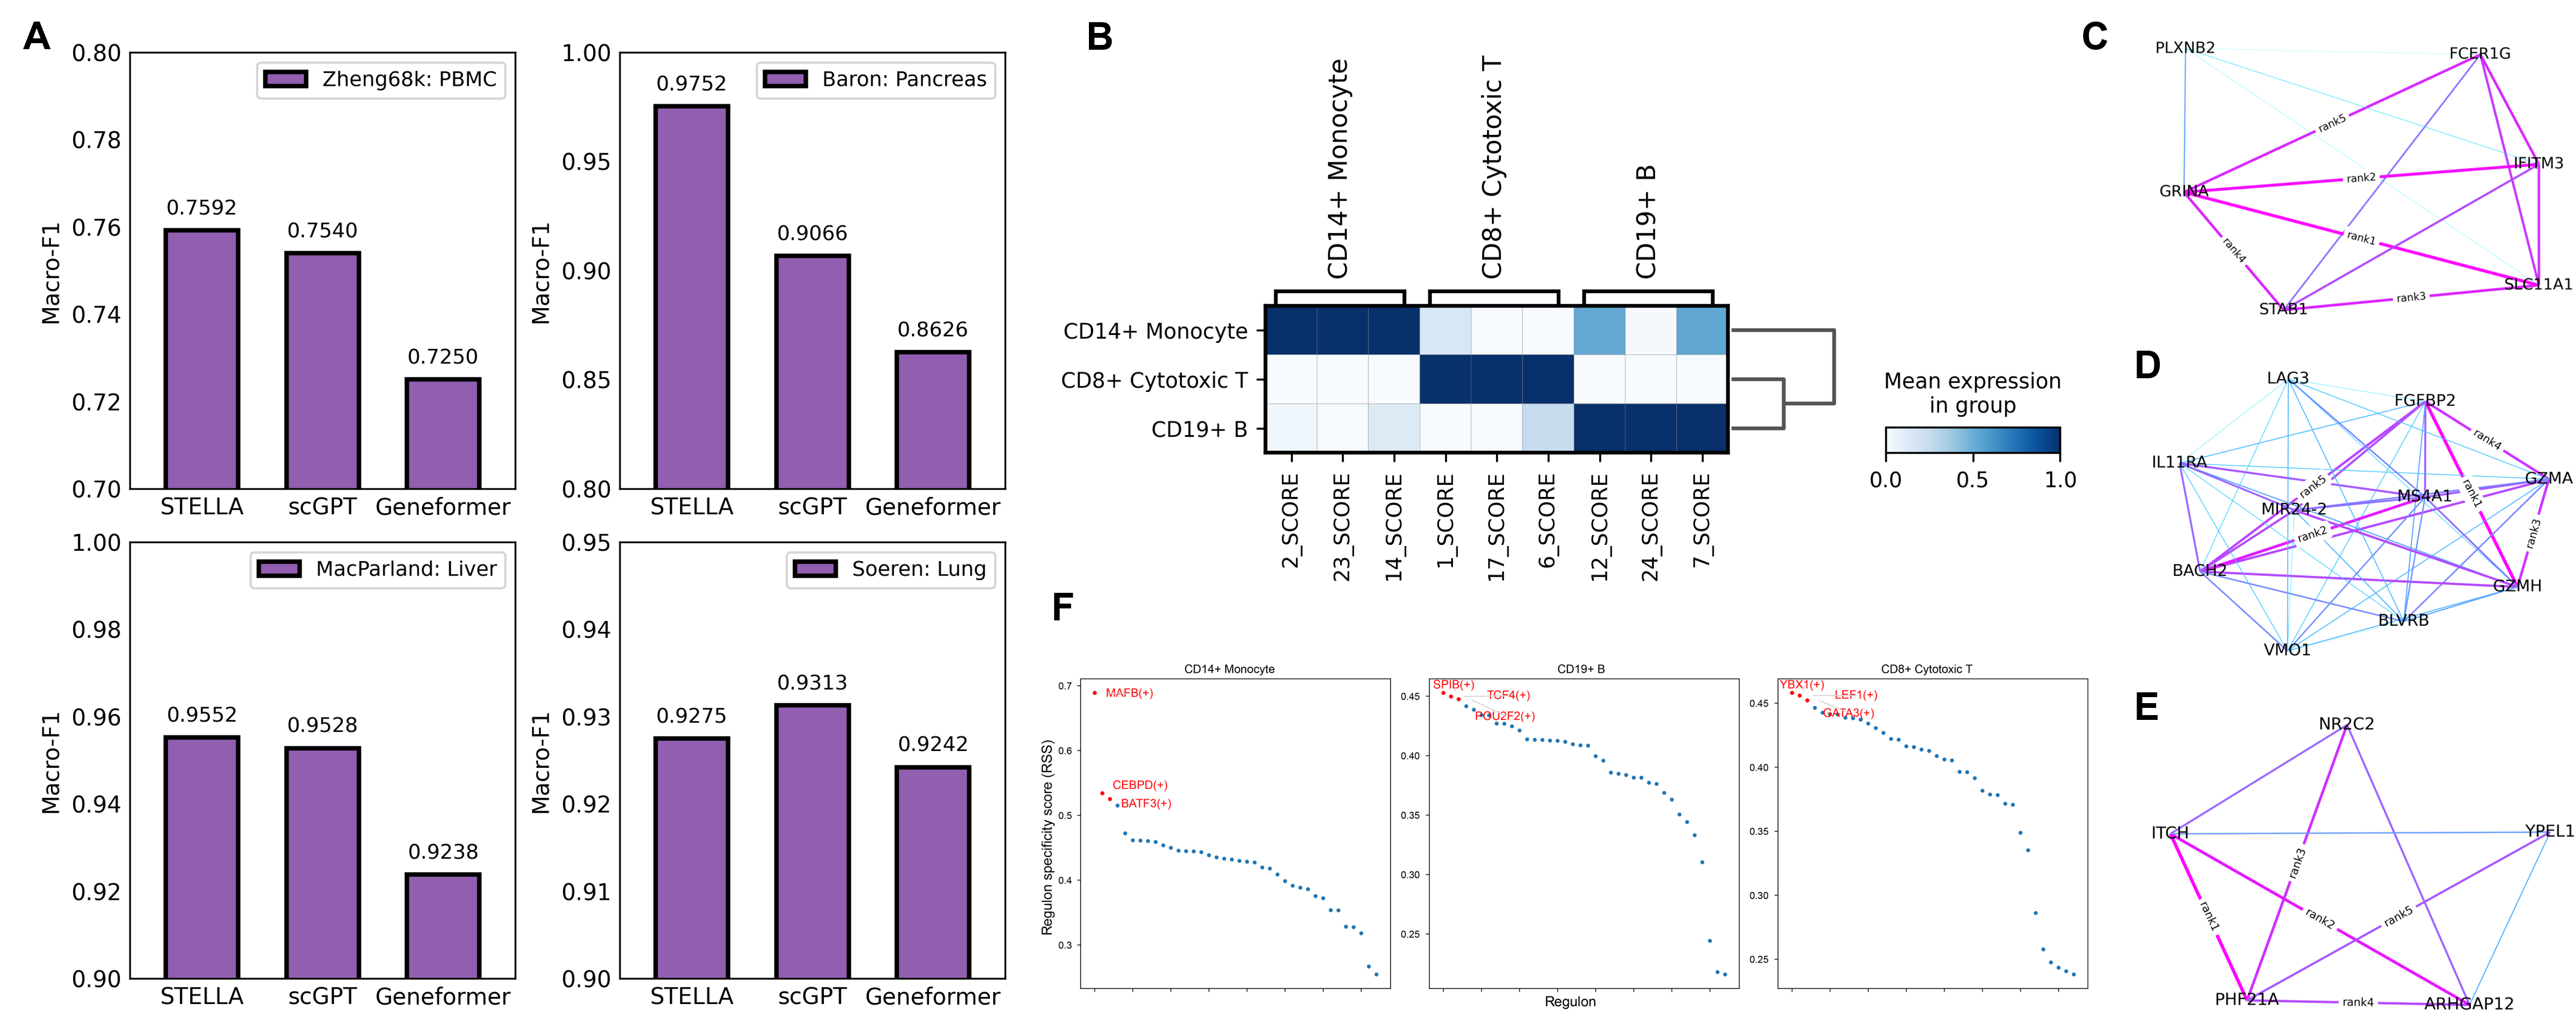 A
0.80
0.78
0.76
0.74
0.72
0.70
Macro-F1
Zheng68k: PBMC
0.7592
0.7540
0.7250
STELLA
scGPT
Geneformer
1.00
0.95
0.90
0.85
0.80
Macro-F1
Baron: Pancreas
0.9752
0.9066
0.8626
STELLA
scGPT
Geneformer
1.00
0.98
0.96
0.94
0.92
0.90
Macro-F1
MacParland: Liver
0.9552
0.9528
0.9238
STELLA
scGPT
Geneformer
0.95
0.94
0.93
0.92
0.91
0.90
Macro-F1
Soeren: Lung
0.9275
0.9313
0.9242
STELLA
scGPT
Geneformer
B
CD14+ Monocyte
CD8+ Cytotoxic T
CD19+ B
CD14+ Monocyte
CD8+ Cytotoxic T
CD19+ B
2_SCORE
23_SCORE
14_SCORE
1_SCORE
17_SCORE
6_SCORE
12_SCORE
24_SCORE
7_SCORE
Mean expression
in group
0.0
0.5
1.0
C
PLXNB2
FCER1G
rank5
IFITM3
rank2
GRINA
rank1
rank4
SLC11A1
rank3
STAB1
D
LAG3
FGFBP2
rank4
IL11RA
GZMA
rank5
MS4A1
rank1
MIR24-2
rank2
rank3
BACH2
GZMH
BLVRB
VMO1
E
NR2C2
YPEL1
ITCH
rank3
rank1
rank2
rank5
PHF21A
rank4
ARHGAP12
F
CD14+ Monocyte
0.7
0.6
0.5
0.4
0.3
Regulon specificity score (RSS)
MAFB(+)
CEBPD(+)
BATF3(+)
CD19+ B
0.45
0.40
0.35
0.30
0.25
SPIB(+)
TCF4(+)
POU2F2(+)
Regulon
CD8+ Cytotoxic T
0.45
0.40
0.35
0.30
0.25
YBX1(+)
LEF1(+)
GATA3(+)